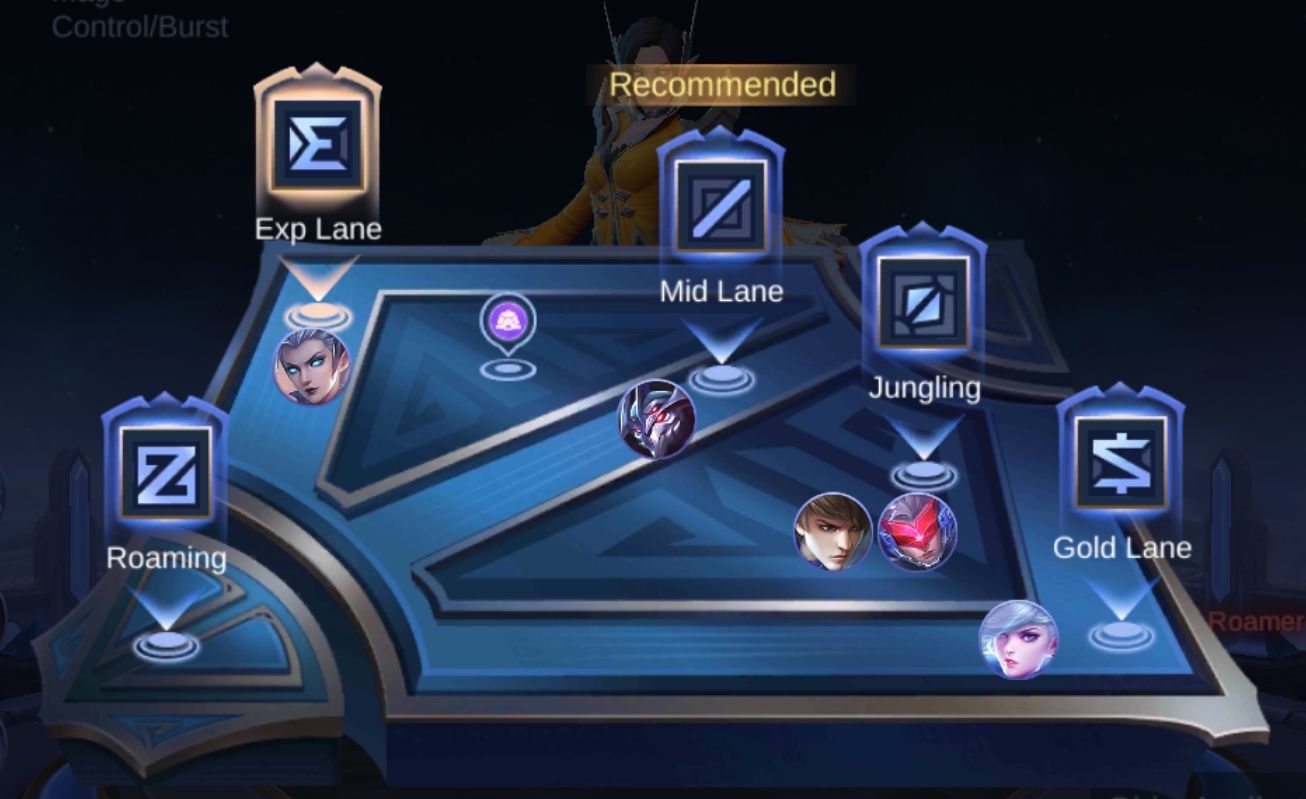 Control/Burst
Recommended
Exp Lane
Mid Lane
Jungling
Gold Lane
Roaming
Roamer